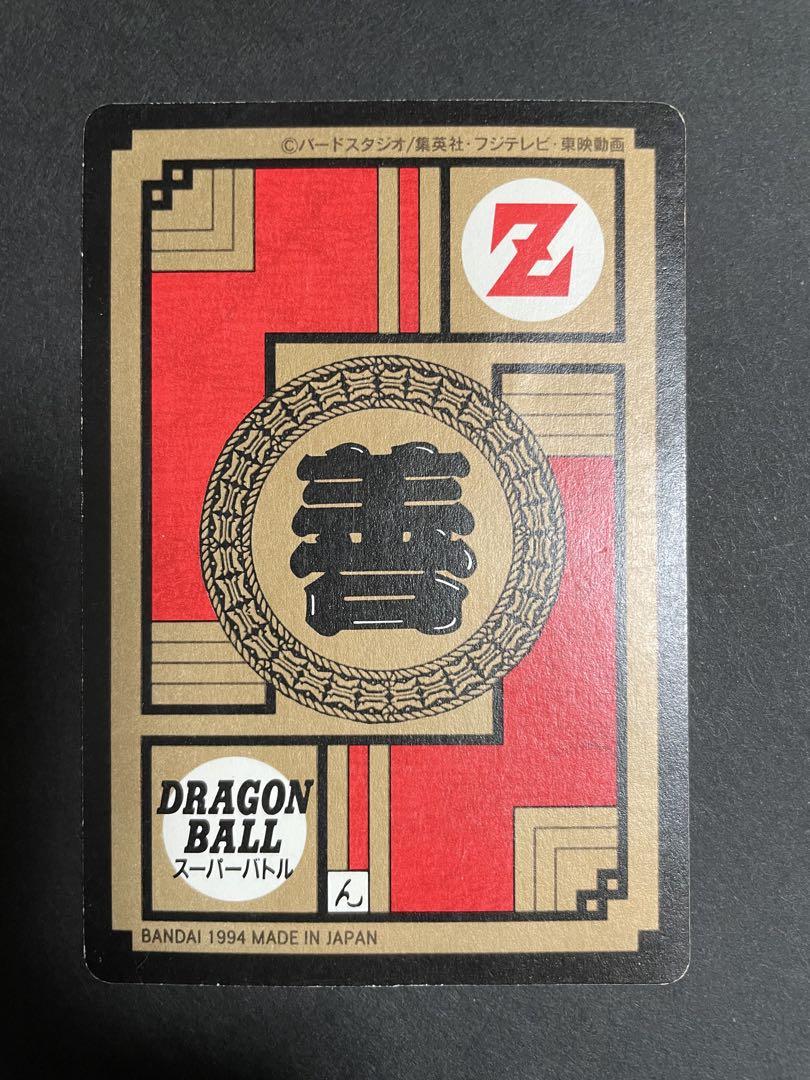 ©バードスタジオ/集英社・フジテレビ・東映動画
Z
善
DRAGON
BALL
スーパーバトル
ん
BANDAI 1994 MADE IN JAPAN